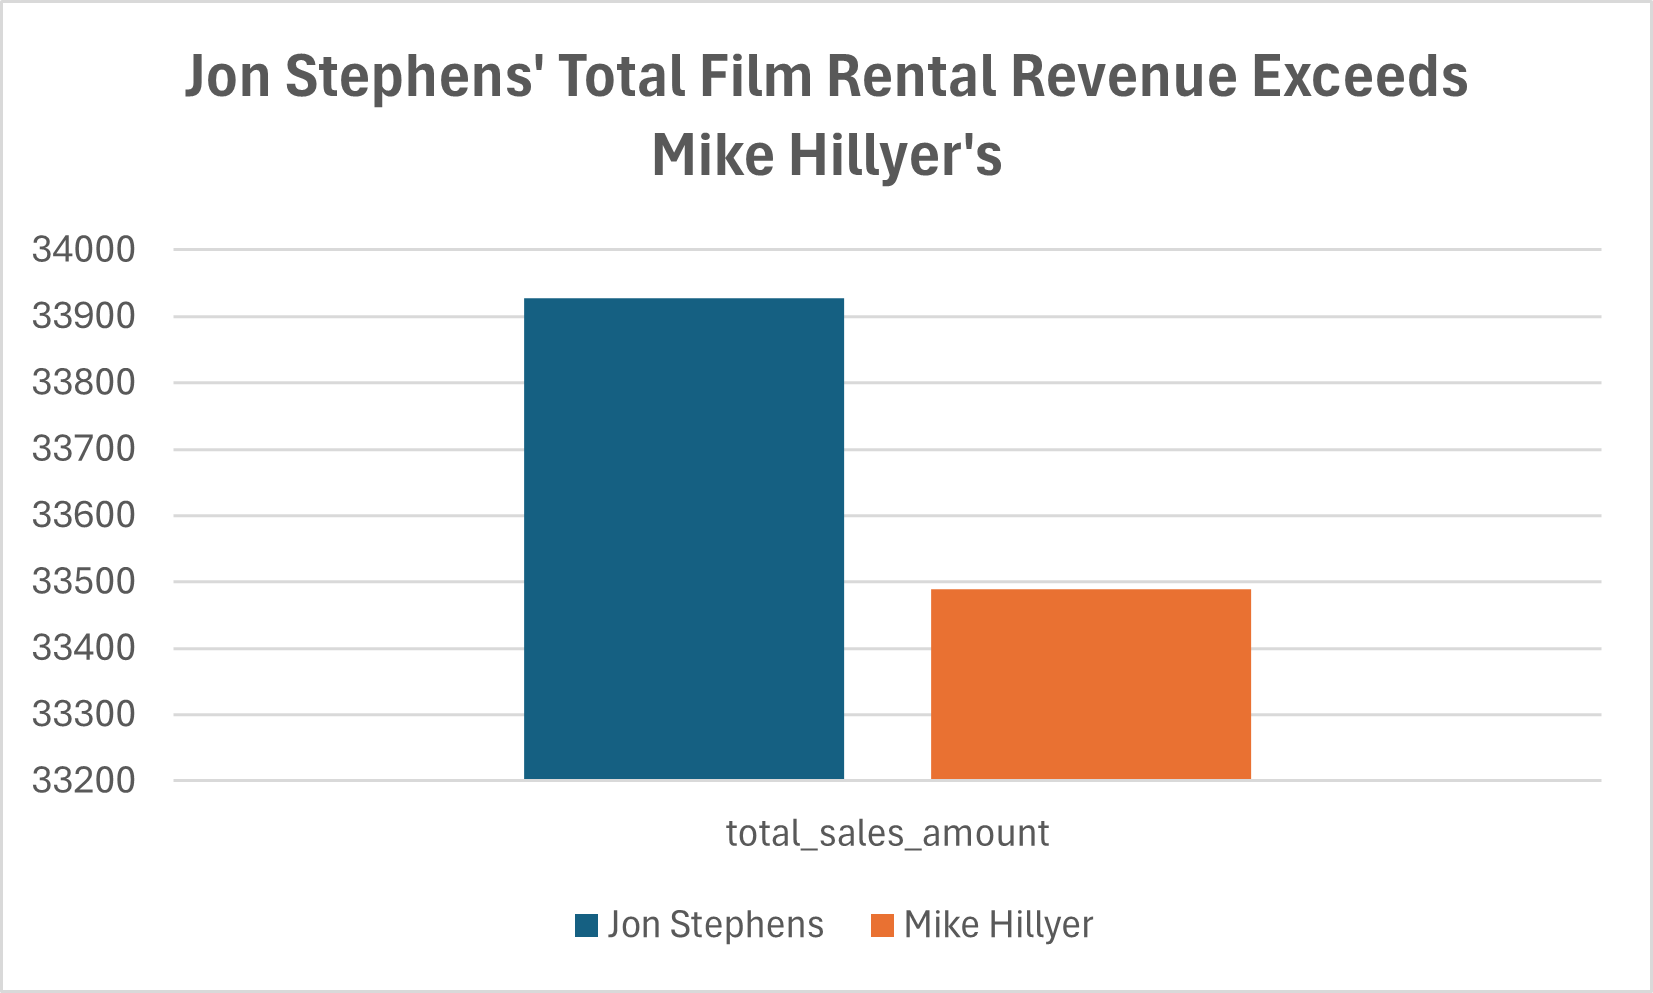 Jon Stephens' Total Film Rental Revenue Exceeds
Mike Hillyer's
34000
33900
33800
33700
33600
33500
33400
33300
33200
total_sales_amount
Jon Stephens Mike Hillyer